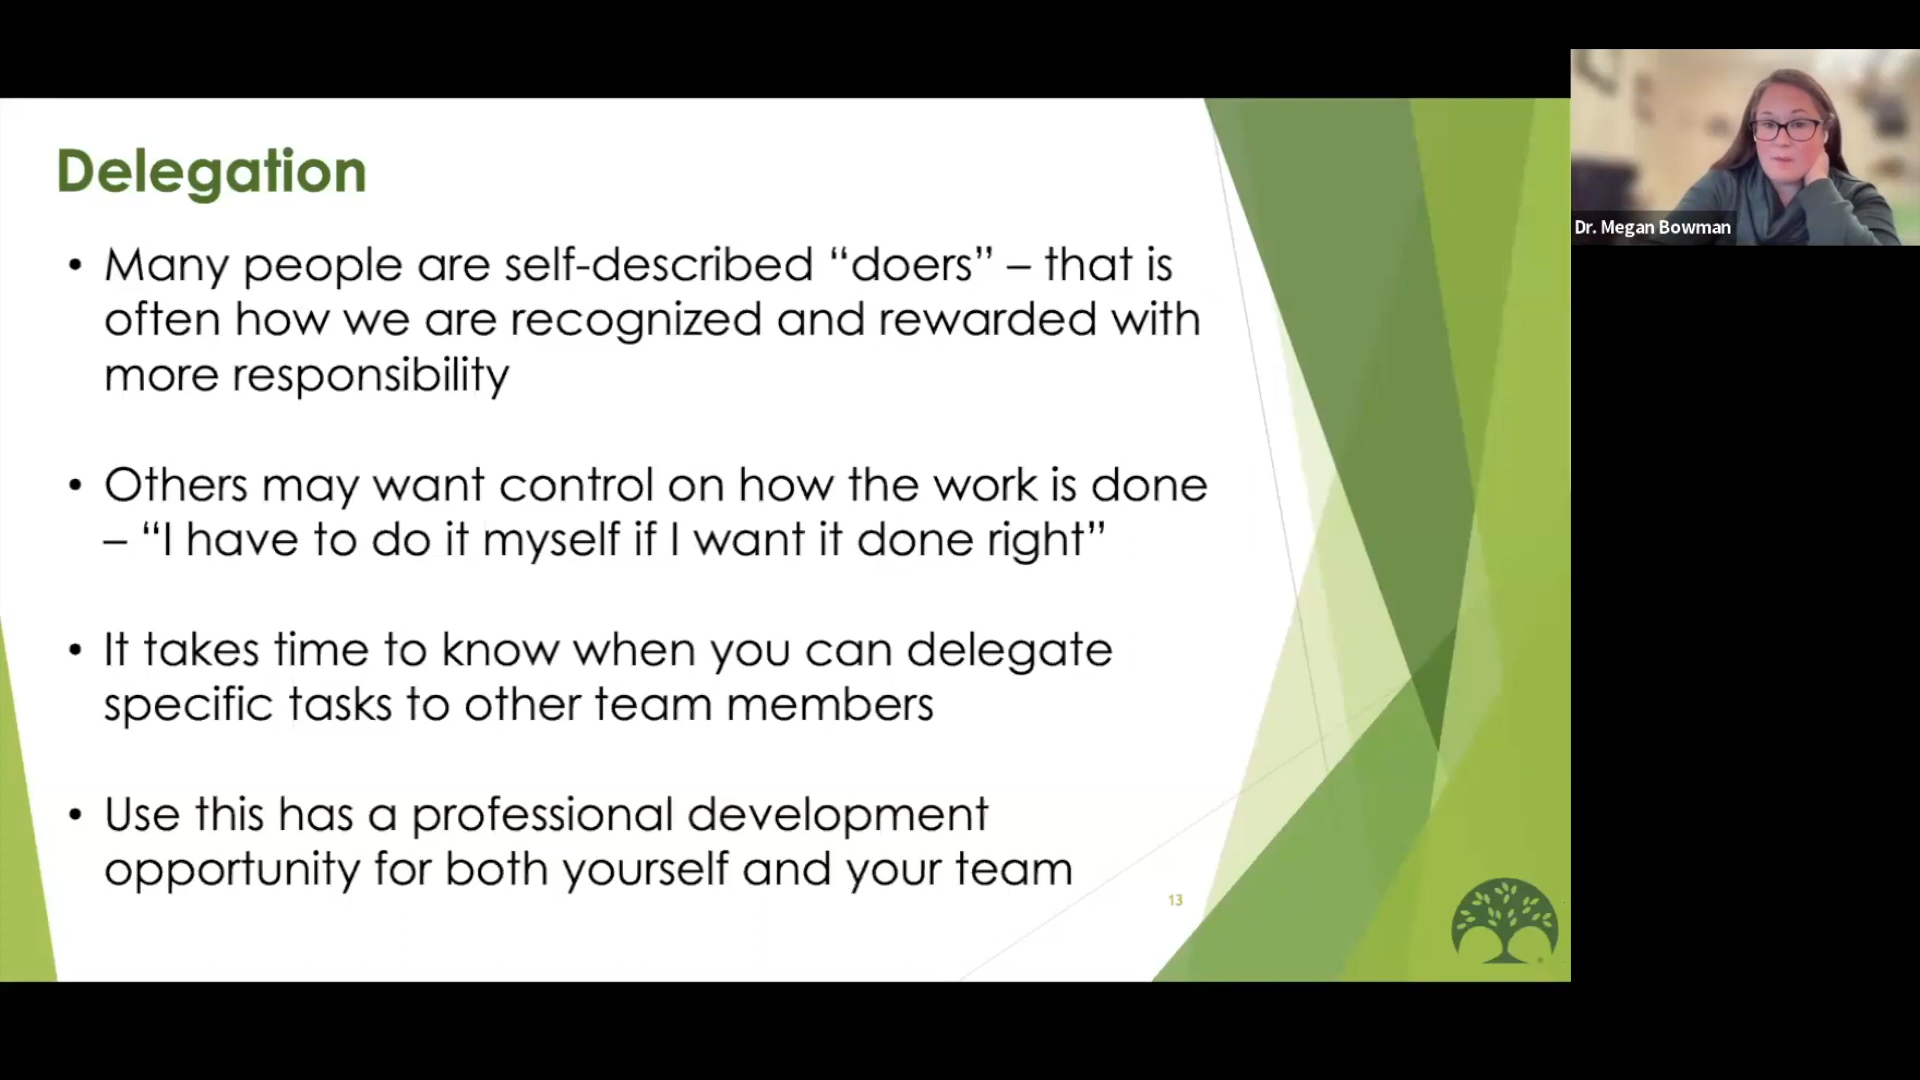 Delegation
• Many people are self-described “doers” – that is
often how we are recognized and rewarded with
more responsibility
• Others may want control on how the work is done
– “I have to do it myself if I want it done right”
• It takes time to know when you can delegate
specific tasks to other team members
• Use this has a professional development
opportunity for both yourself and your team
13
Dr. Megan Bowman